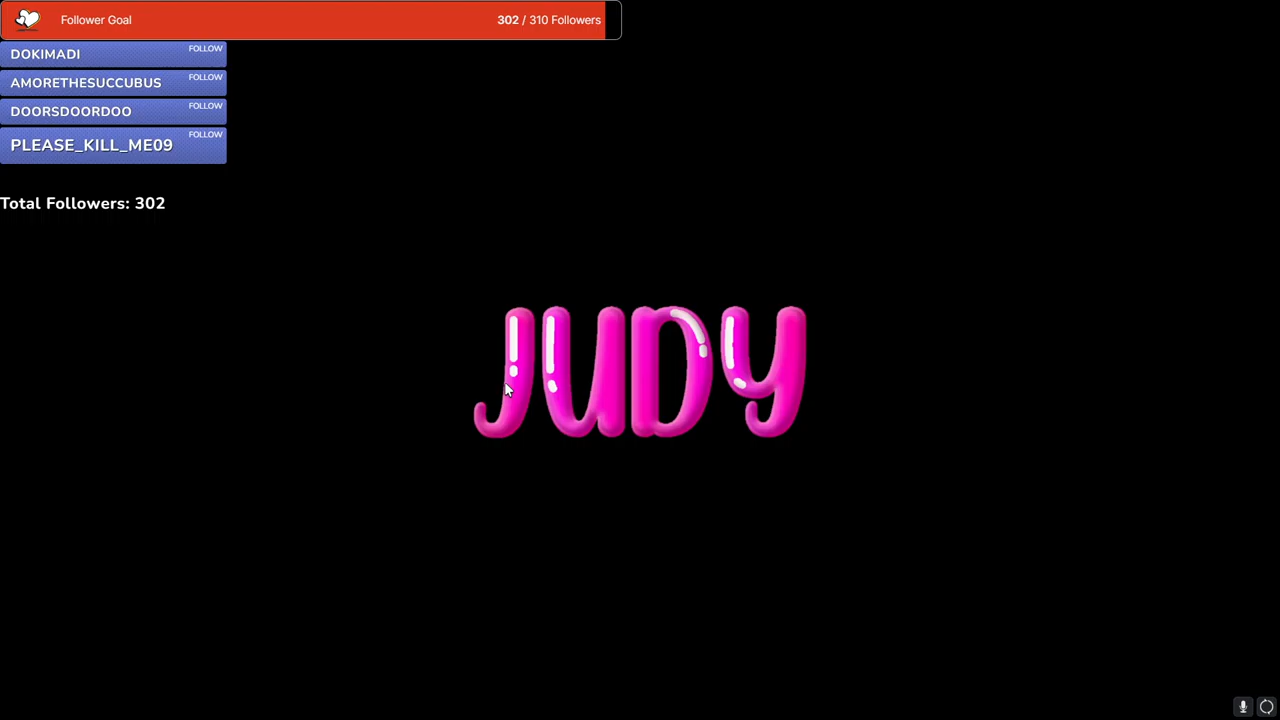 Follower Goal 302 / 310 Followers
DOKIMADI FOLLOW
AMORETHESUCCUBUS FOLLOW
DOORSDOORDOO FOLLOW
PLEASE_KILL_ME09 FOLLOW
Total Followers: 302
JUDY